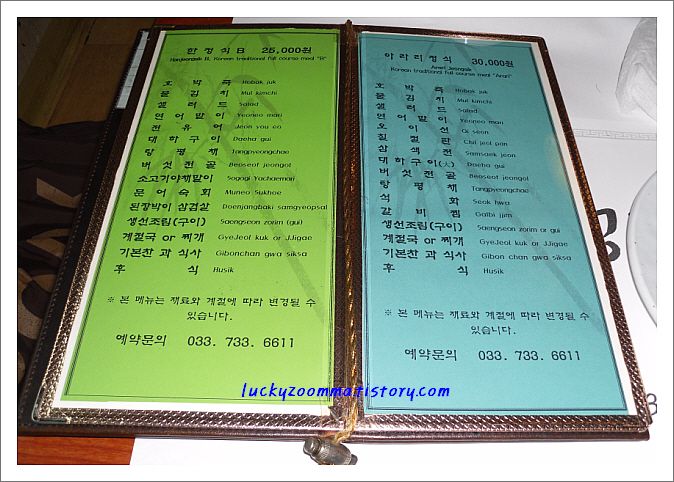 한정식 B 25,000원
Hanjeongsik B, Korean traditional full course meal "B"
호박죽 Hobak juk
물김치 Mul kimchi
샐러드 Salad
연어말이 Yeoneo mari
전유어 Jeon you eo
대하구이 Daeha gui
탕평채 Tangpyeongchae
버섯전골 Beoseot jeongol
소고기야채말이 Sogogi Yachaemari
문어숙회 Muneo Sukhoe
된장박이 삼겹살 Doenjangbaki samgyeopsal
생선조림(구이) Saengseon zorim (gui)
계절국 or 찌개 GyeJeol kuk or JJigae
기본찬 과 식사 Gibonchan gwa siksa
후식 Husik
※ 본 메뉴는 재료와 계절에 따라 변경될 수
있습니다.
예약문의 033. 733. 6611
아라리정식 30,000원
Arari Jeongsik
Korean traditional full course meal "Arari"
호박죽 Hobak juk
물김치 Mul kimchi
샐러드 Salad
연어말이 Yeoneo mari
오이선 Oi seon
칠절판 Chil jeol pan
삼색전 Samsaek jeon
대하구이(大) Daeha gui
버섯전골 Beoseot jeongol
탕평채 Tangpyeongchae
석화 Seok hwa
갈비찜 Galbi jjim
생선조림(구이) Saengseon zorim or gui
계절국 or 찌개 GyeJeol kuk or JJigae
기본찬 과 식사 Gibon chan gwa siksa
후식 Husik
※ 본 메뉴는 재료와 계절에 따라 변경될 수
있습니다.
예약문의 033. 733. 6611
luckyzoommatistory.com